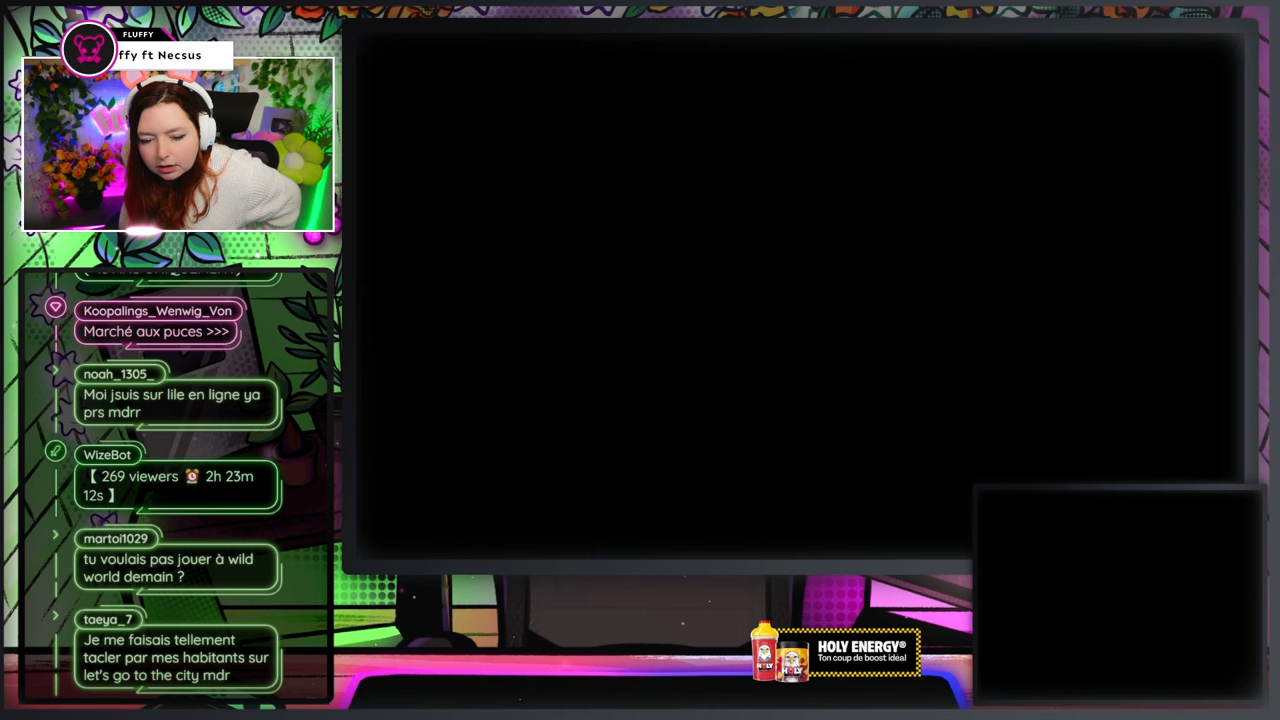 FLUFFY
ffy ft Necsus
Koopalings_Wenwig_Von
Marché aux puces >>>
noah_1305_
Moi jsuis sur lile en ligne ya
prs mdrr
WizeBot
【 269 viewers ⏰ 2h 23m
12s 】
martoi1029
tu voulais pas jouer à wild
world demain ?
taeya_7
Je me faisais tellement
tacler par mes habitants sur
let's go to the city mdr
HOLY ENERGY®
Ton coup de boost idéal